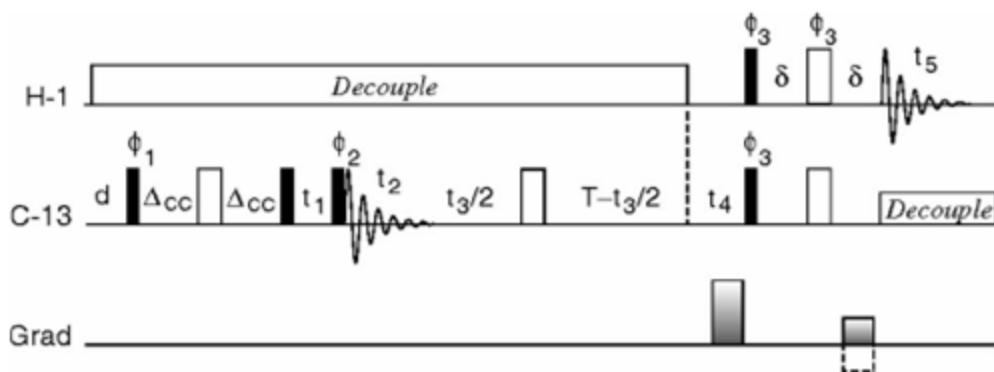 ϕ3 ϕ3
δ δ t5
H-1 Decouple
ϕ1 ϕ2 ϕ3
d Δcc Δcc t1 t2 t3/2 T–t3/2 t4
C-13 Decouple
Grad